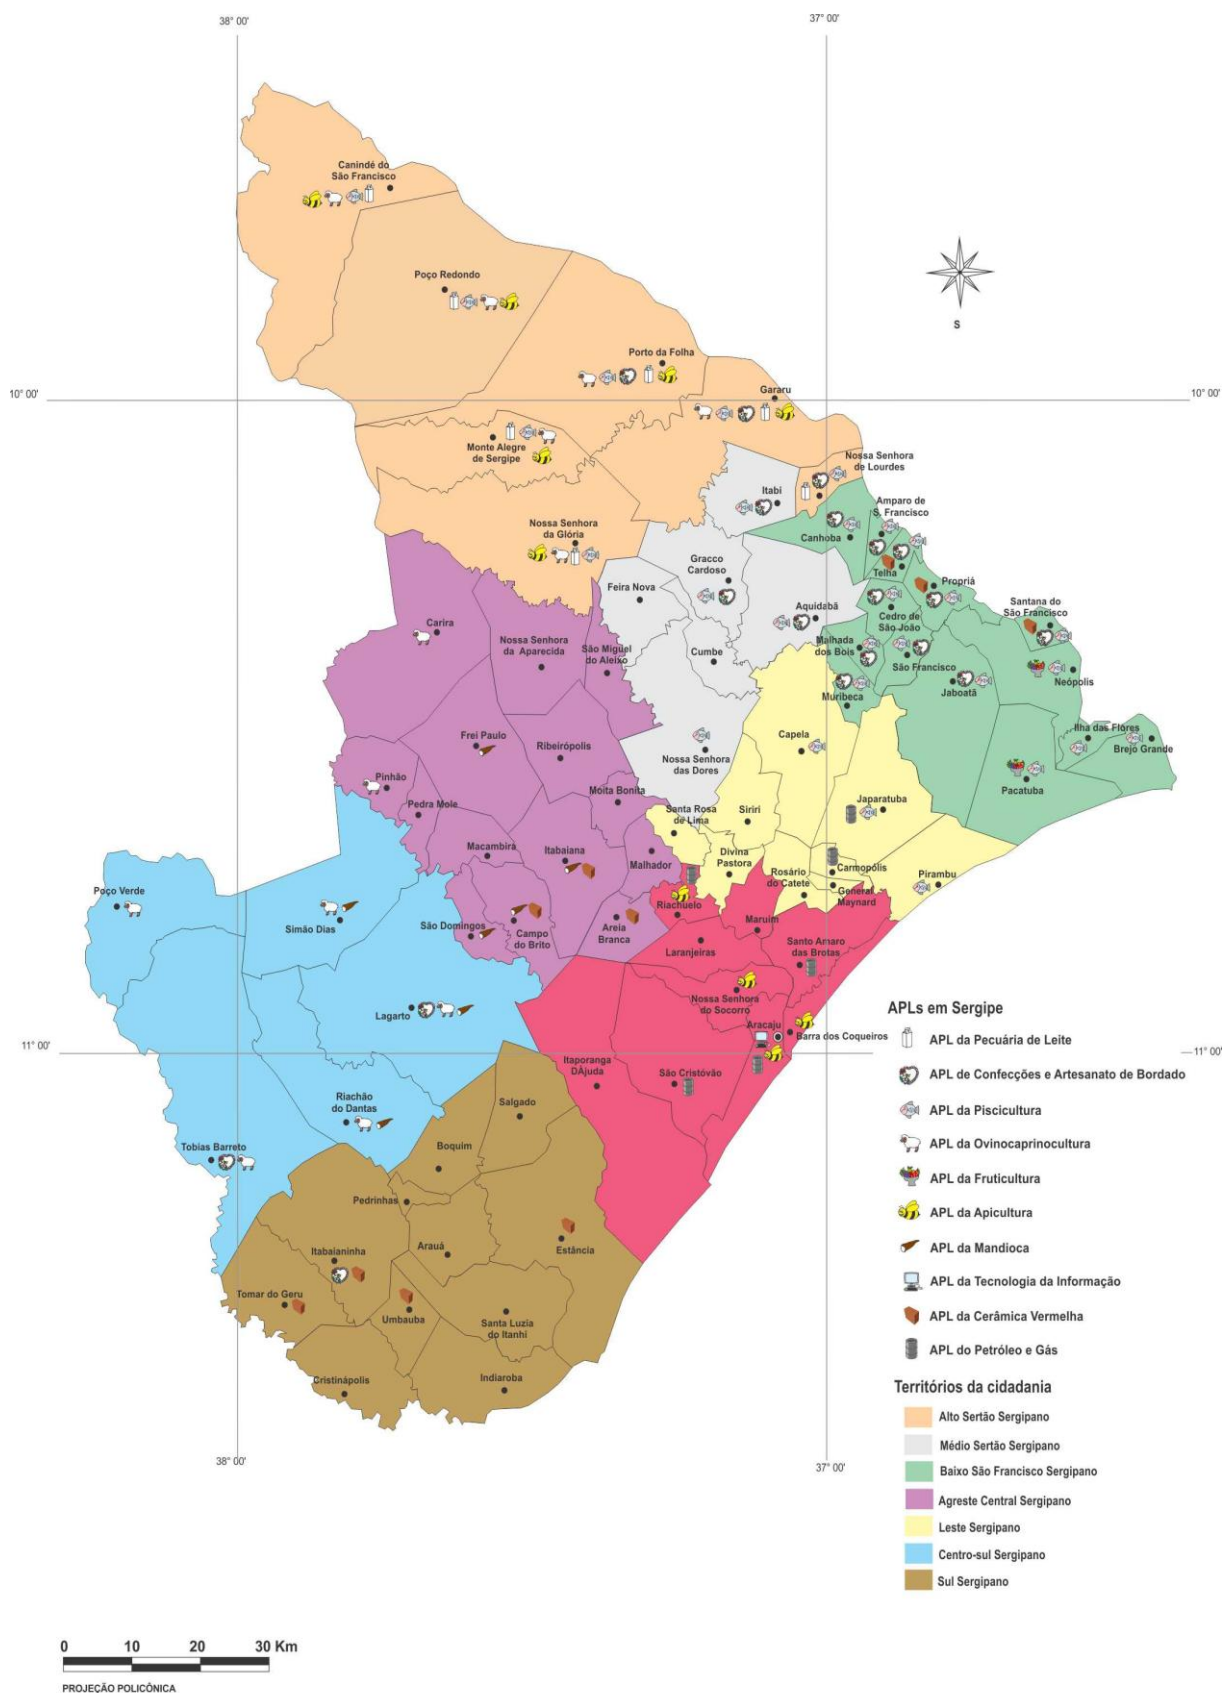 38° 00'
37° 00'
Canindé do
São Francisco
Poço Redondo
S
Porto da Folha
10° 00'
Gararu
10° 00'
Monte Alegre
de Sergipe
Nossa Senhora
de Lourdes
Itabi
Amparo de
S. Francisco
Nossa Senhora
da Glória
Canhoba
Gracco
Cardoso
Telha
Propriá
Feira Nova
Santana do
São Francisco
Aquidabã
Cedro de
São João
Carira
Nossa Senhora
da Aparecida
São Miguel
do Aleixo
Cumbe
Malhada
dos Bois
São Francisco
Neópolis
Jaboatã
Muribeca
Frei Paulo
Ribeirópolis
Capela
Ilha das Flores
Brejo Grande
Nossa Senhora
das Dores
Pinhão
Moita Bonita
Pacatuba
Pedra Mole
Santa Rosa
de Lima
Siriri
Japaratuba
Macambira
Itabaiana
Malhador
Divina
Pastora
Rosário
do Catete
Carmopólis
General
Maynard
Pirambu
Poço Verde
Simão Dias
São Domingos
Campo
do Brito
Areia
Branca
Riachuelo
Maruim
Laranjeiras
Santo Amaro
das Brotas
Lagarto
Nossa Senhora
do Socorro
Aracaju
Barra dos Coqueiros
11° 00'
11° 00'
Itaporanga
DÀjuda
São Cristóvão
Riachão
do Dantas
Salgado
Tobias Barreto
Boquim
Pedrinhas
Itabaianinha
Arauá
Estância
Tomar do Geru
Umbauba
Santa Luzia
do Itanhi
Cristinápolis
Indiaroba
38° 00'
37° 00'
APLs em Sergipe
APL da Pecuária de Leite
APL de Confecções e Artesanato de Bordado
APL da Piscicultura
APL da Ovinocaprinocultura
APL da Fruticultura
APL da Apicultura
APL da Mandioca
APL da Tecnologia da Informação
APL da Cerâmica Vermelha
APL do Petróleo e Gás
Territórios da cidadania
Alto Sertão Sergipano
Médio Sertão Sergipano
Baixo São Francisco Sergipano
Agreste Central Sergipano
Leste Sergipano
Centro-sul Sergipano
Sul Sergipano
0 10 20 30 Km
PROJEÇÃO POLICÔNICA